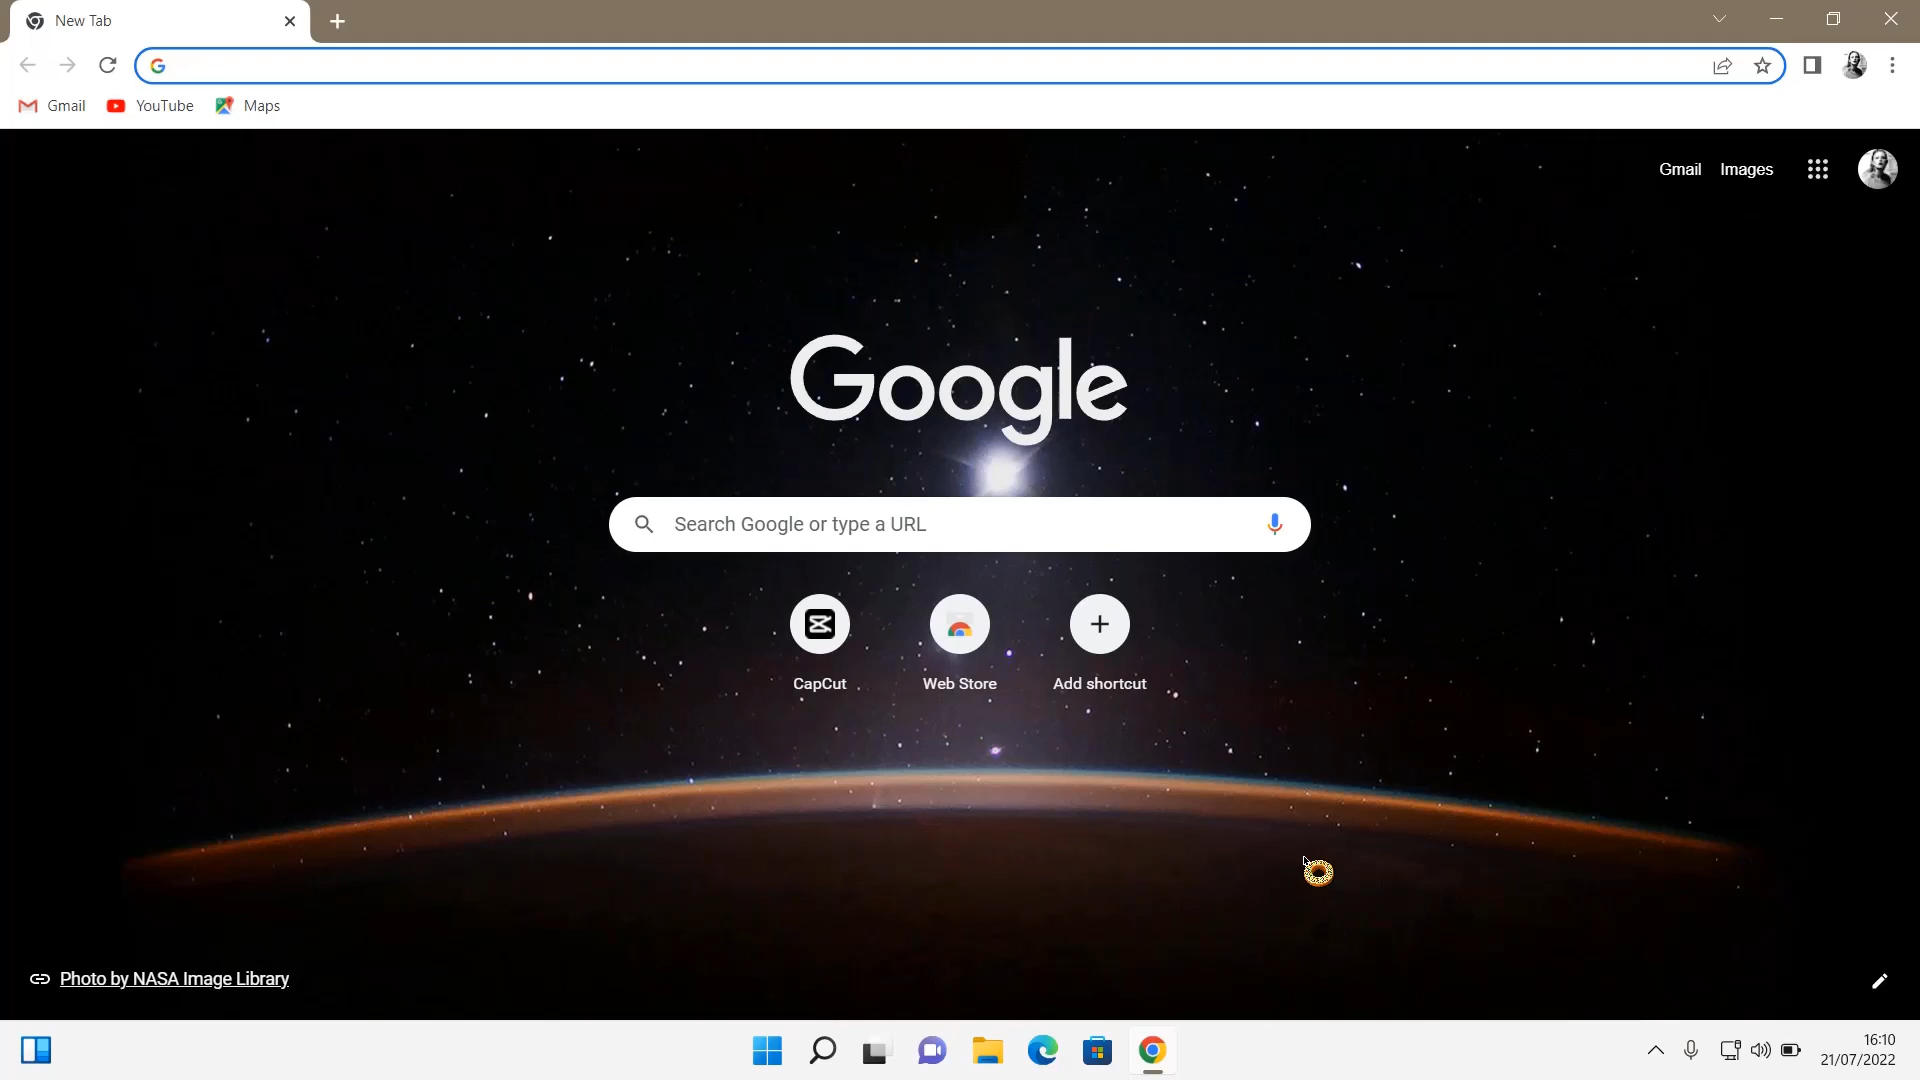 New Tab
Gmail YouTube Maps
Gmail Images
Google
Search Google or type a URL
CapCut Web Store Add shortcut
Photo by NASA Image Library
16:10
21/07/2022